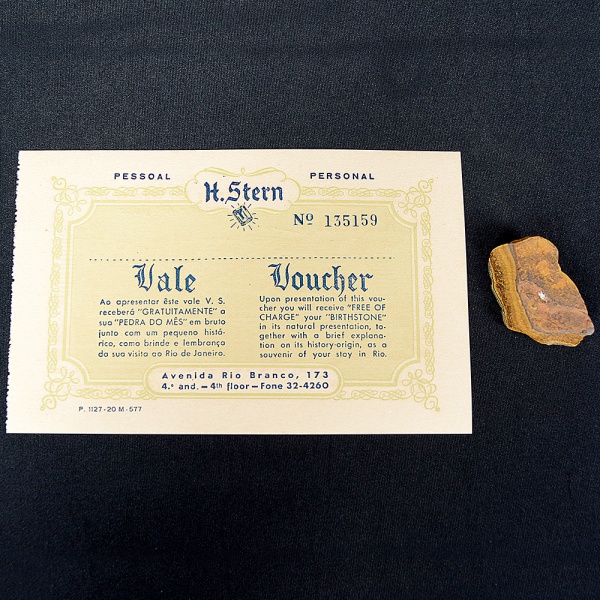 PESSOAL H. Stern PERSONAL
Nº 135159
Vale
Ao apresentar êste vale V. S.
receberá "GRATUITAMENTE" a
sua "PEDRA DO MÊS" em bruto
junto com um pequeno histó-
rico, como brinde e lembrança
da sua visita ao Rio de Janeiro.
Voucher
Upon presentation of this vou-
cher you will receive "FREE OF
CHARGE" your "BIRTHSTONE"
in its natural presentation, to-
gether with a brief explana-
tion on its history-origin, as a
souvenir of your stay in Rio.
Avenida Rio Branco, 173
4.º and. — 4th floor — Fone 32-4260
P. 1127 - 20 M - 577